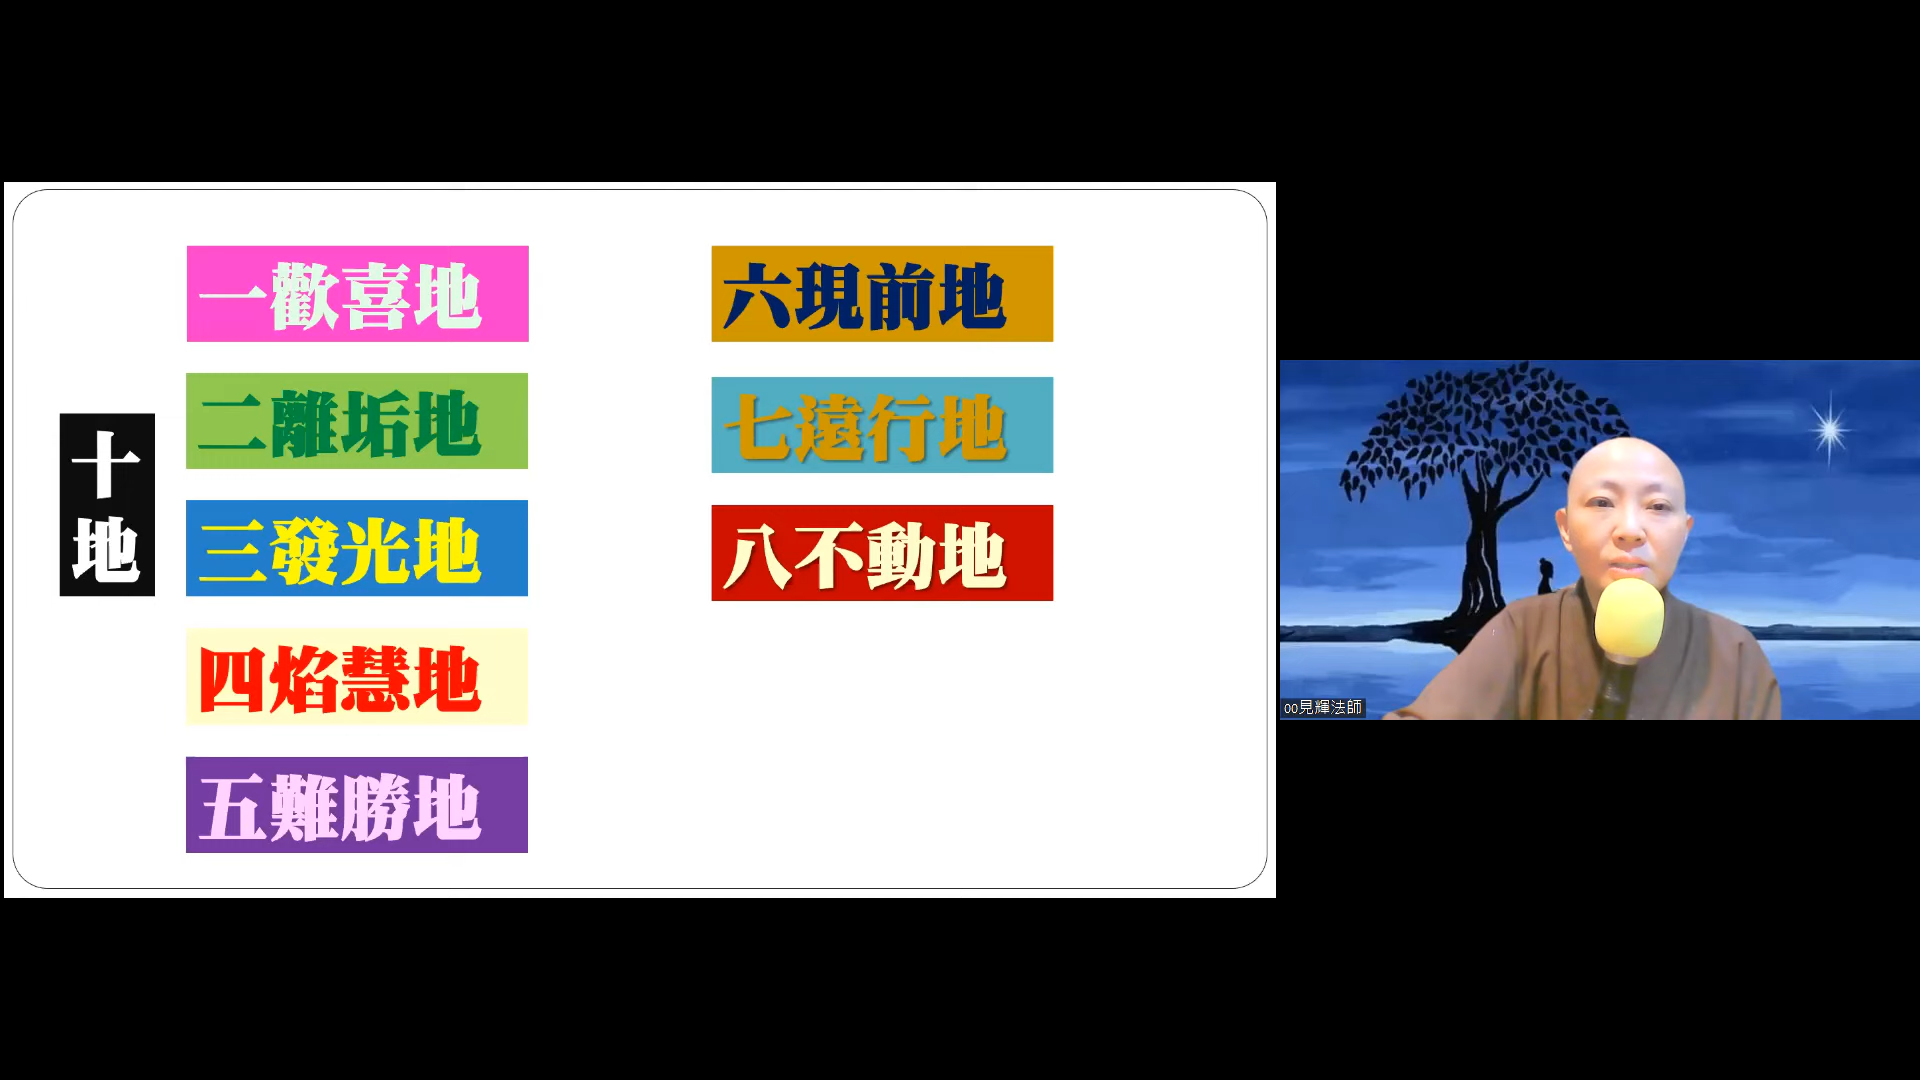 十地
一歡喜地
二離垢地
三發光地
四焰慧地
五難勝地
六現前地
七遠行地
八不動地
oo見輝法師